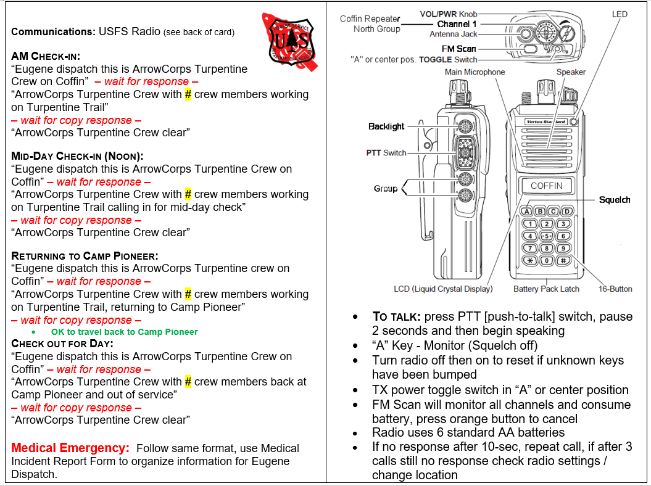 Communications: USFS Radio (see back of card)
AM CHECK-IN:
"Eugene dispatch this is ArrowCorps Turpentine
Crew on Coffin" – wait for response –
"ArrowCorps Turpentine Crew with # crew members working
on Turpentine Trail"
– wait for copy response –
"ArrowCorps Turpentine Crew clear"
MID-DAY CHECK-IN (NOON):
"Eugene dispatch this is ArrowCorps Turpentine Crew on
Coffin" – wait for response –
"ArrowCorps Turpentine Crew with # crew members working
on Turpentine Trail calling in for mid-day check"
– wait for copy response –
"ArrowCorps Turpentine Crew clear"
RETURNING TO CAMP PIONEER:
"Eugene dispatch this is ArrowCorps Turpentine crew on
Coffin" – wait for response –
"ArrowCorps Turpentine Crew with # crew members working
on Turpentine Trail, returning to Camp Pioneer"
– wait for copy response –
• OK to travel back to Camp Pioneer
CHECK OUT FOR DAY:
"Eugene dispatch this is ArrowCorps Turpentine Crew on
Coffin" – wait for response –
"ArrowCorps Turpentine Crew with # crew members back at
Camp Pioneer and out of service"
– wait for copy response –
"ArrowCorps Turpentine Crew clear"
Medical Emergency: Follow same format, use Medical
Incident Report Form to organize information for Eugene
Dispatch.
U S
Coffin Repeater
North Group
VOL/PWR Knob
Channel 1
Antenna Jack
FM Scan
"A" or center pos. TOGGLE Switch
LED
Main Microphone
Speaker
Backlight
PTT Switch
Group
Vertex Standard
COFFIN
Squelch
A B C D
1 2 3
4 5 6
7 8 9
* 0 #
LCD (Liquid Crystal Display)
Battery Pack Latch
16-Button
• TO TALK: press PTT [push-to-talk] switch, pause
2 seconds and then begin speaking
• "A" Key - Monitor (Squelch off)
• Turn radio off then on to reset if unknown keys
have been bumped
• TX power toggle switch in "A" or center position
• FM Scan will monitor all channels and consume
battery, press orange button to cancel
• Radio uses 6 standard AA batteries
• If no response after 10-sec, repeat call, if after 3
calls still no response check radio settings /
change location